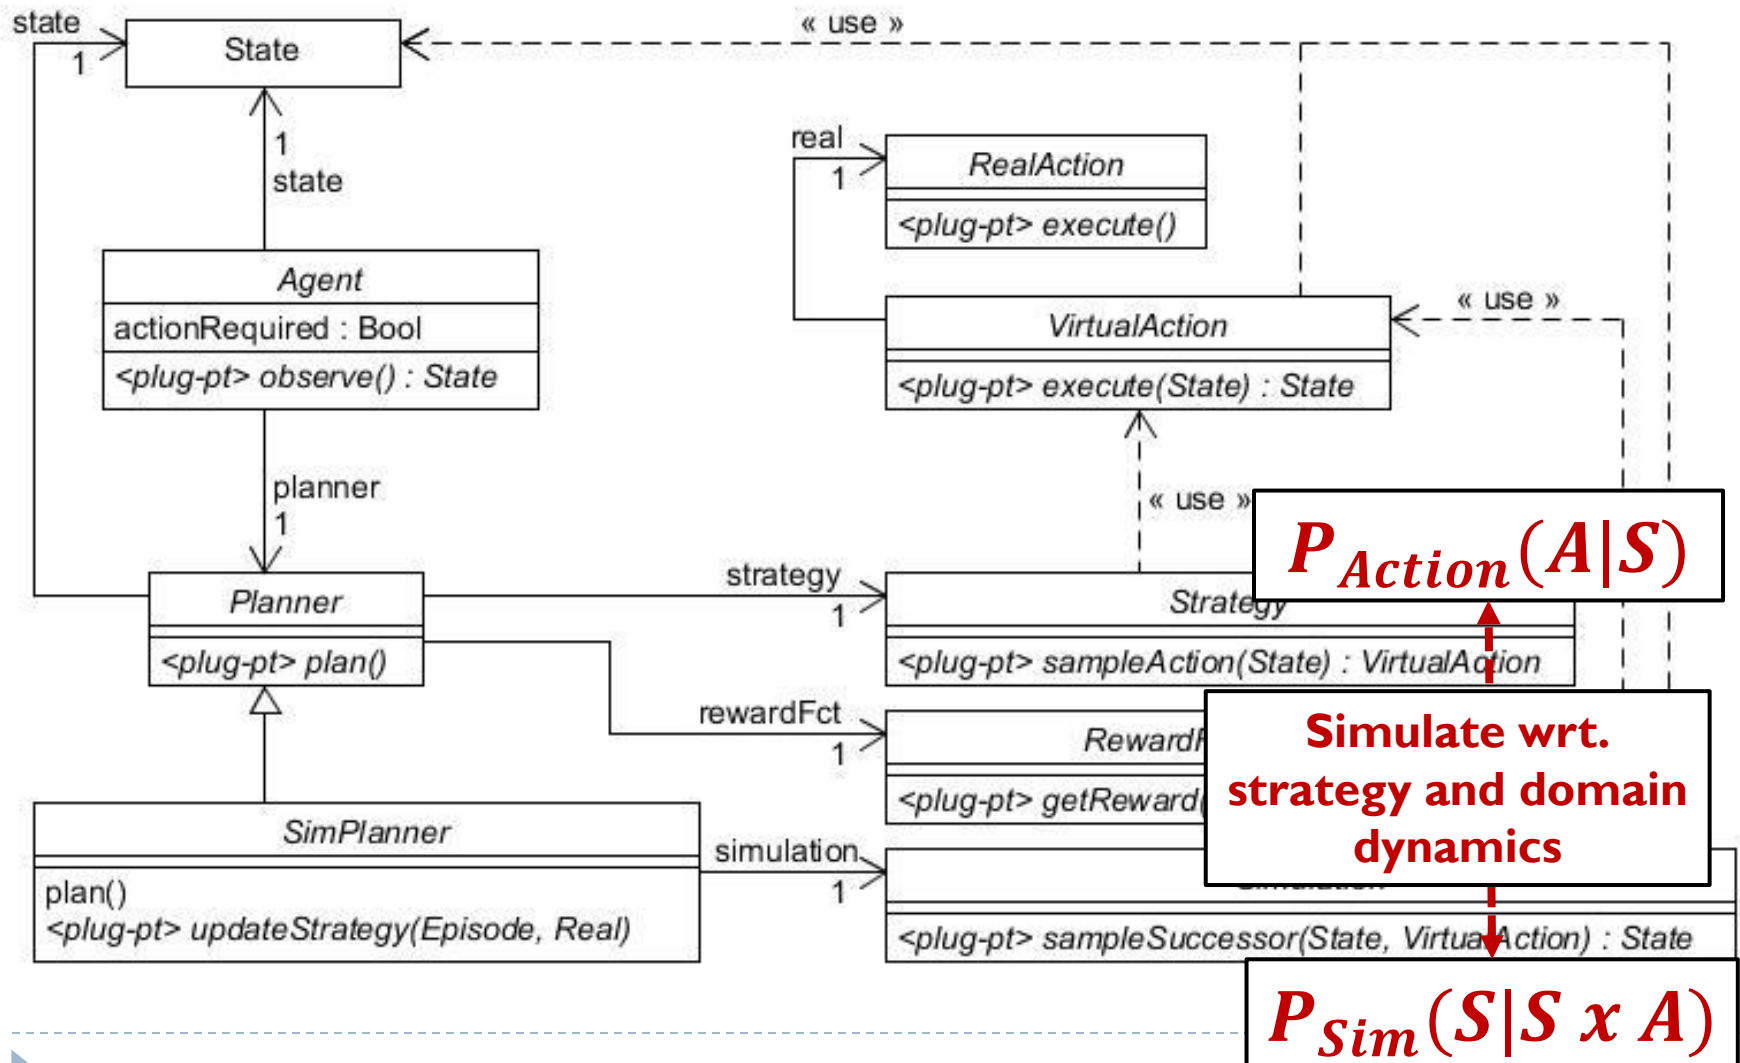 state
1
State
« use »
1
state
real
1
RealAction
<plug-pt> execute()
Agent
actionRequired : Bool
<plug-pt> observe() : State
VirtualAction
<plug-pt> execute(State) : State
« use »
planner
1
« use »
P_Action(A|S)
Planner
<plug-pt> plan()
strategy
1
Strategy
<plug-pt> sampleAction(State) : VirtualAction
rewardFct
1
<plug-pt> getReward(
Simulate wrt.
strategy and domain
dynamics
SimPlanner
plan()
<plug-pt> updateStrategy(Episode, Real)
simulation
1
<plug-pt> sampleSuccessor(State, VirtualAction) : State
P_Sim(S|S x A)